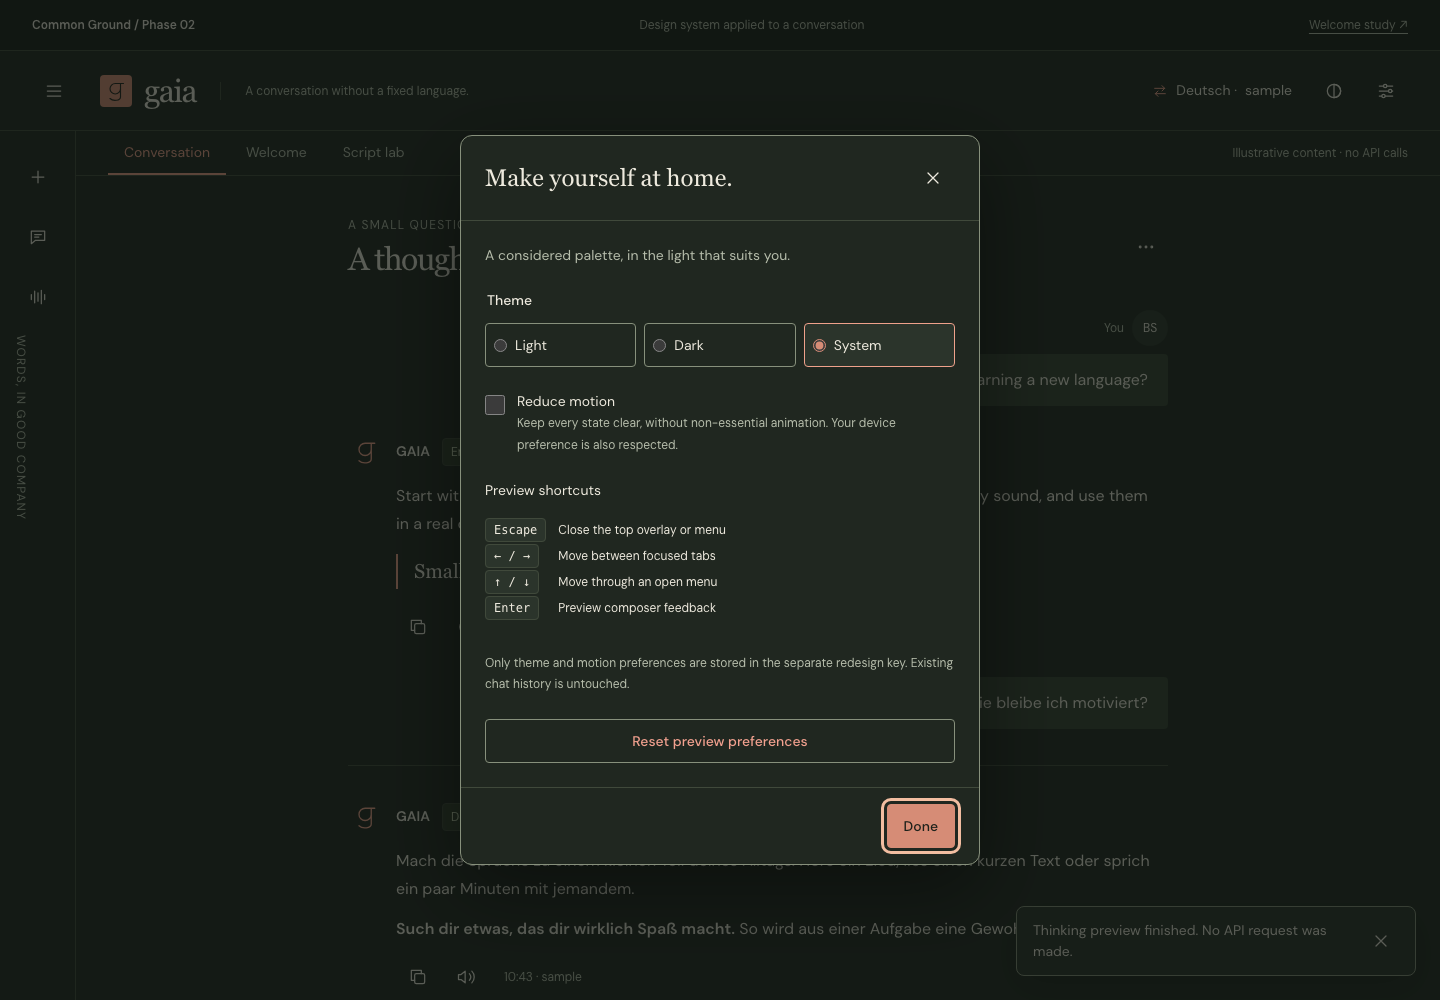 Common Ground / Phase 02
Design system applied to a conversation
Welcome study ↗
gaia
A conversation without a fixed language.
Deutsch · sample
Conversation
Welcome
Script lab
Illustrative content · no API calls
WORDS, IN GOOD COMPANY
A SMALL QUESTIO
A though
You
BS
arning a new language?
GAIA
Start wit
y sound, and use them
in a real
Smal
ie bleibe ich motiviert?
GAIA
Mach die
kurzen Text oder sprich
ein paar Minuten mit jemandem.
Such dir etwas, das dir wirklich Spaß macht. So wird aus einer Aufgabe eine Gewoh
10:43 · sample
Make yourself at home.
A considered palette, in the light that suits you.
Theme
Light
Dark
System
Reduce motion
Keep every state clear, without non-essential animation. Your device
preference is also respected.
Preview shortcuts
Escape Close the top overlay or menu
← / → Move between focused tabs
↑ / ↓ Move through an open menu
Enter Preview composer feedback
Only theme and motion preferences are stored in the separate redesign key. Existing
chat history is untouched.
Reset preview preferences
Done
Thinking preview finished. No API request was
made.